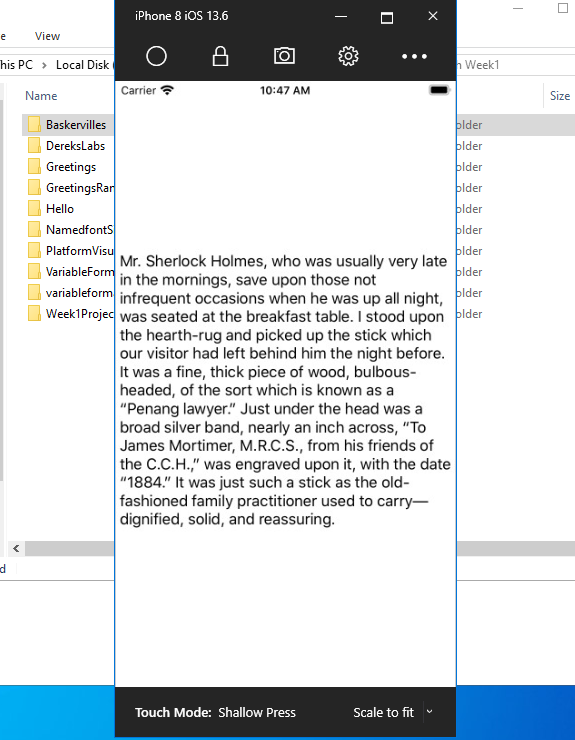 iPhone 8 iOS 13.6
View
his PC > Local Disk
Week1
Carrier
10:47 AM
Name
Size
Baskervilles
older
DereksLabs
older
Greetings
older
GreetingsRan
older
Hello
older
NamedfontS
older
PlatformVisu
older
VariableForm
older
variableform
older
Week1Projec
older
Mr. Sherlock Holmes, who was usually very late
in the mornings, save upon those not
infrequent occasions when he was up all night,
was seated at the breakfast table. I stood upon
the hearth-rug and picked up the stick which
our visitor had left behind him the night before.
It was a fine, thick piece of wood, bulbous-
headed, of the sort which is known as a
“Penang lawyer.” Just under the head was a
broad silver band, nearly an inch across, “To
James Mortimer, M.R.C.S., from his friends of
the C.C.H.,” was engraved upon it, with the date
“1884.” It was just such a stick as the old-
fashioned family practitioner used to carry—
dignified, solid, and reassuring.
d
Touch Mode: Shallow Press
Scale to fit